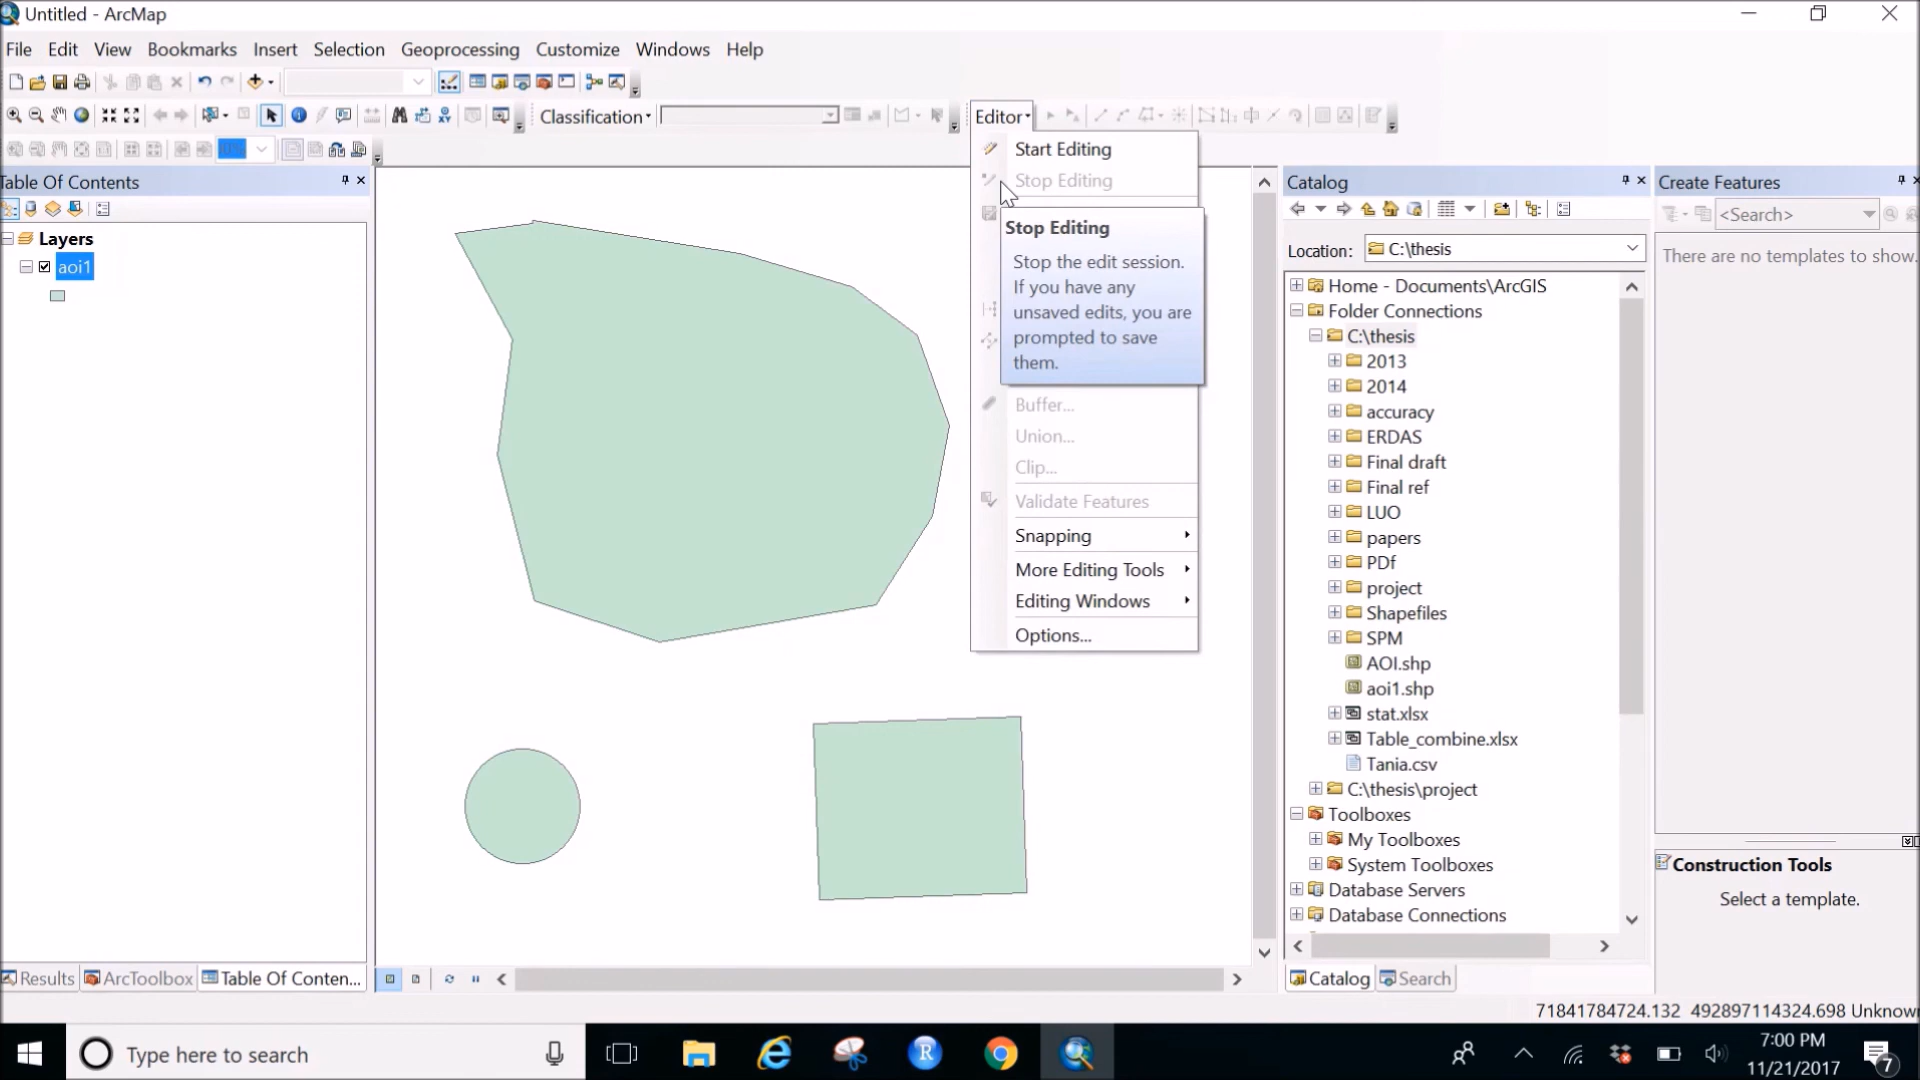 Untitled - ArcMap
File Edit View Bookmarks Insert Selection Geoprocessing Customize Windows Help
Classification
Editor
Start Editing
Stop Editing
Stop Editing
Stop the edit session.
If you have any
unsaved edits, you are
prompted to save
them.
Buffer...
Union...
Clip...
Validate Features
Snapping
More Editing Tools
Editing Windows
Options...
Table Of Contents
Layers
aoi1
Results ArcToolbox Table Of Conten...
Catalog
Location: C:\thesis
Home - Documents\ArcGIS
Folder Connections
C:\thesis
2013
2014
accuracy
ERDAS
Final draft
Final ref
LUO
papers
PDf
project
Shapefiles
SPM
AOI.shp
aoi1.shp
stat.xlsx
Table_combine.xlsx
Tania.csv
C:\thesis\project
Toolboxes
My Toolboxes
System Toolboxes
Database Servers
Database Connections
Catalog Search
Create Features
<Search>
There are no templates to show.
Construction Tools
Select a template.
71841784724.132 492897114324.698 Unknown
Type here to search
R
7:00 PM
11/21/2017
7